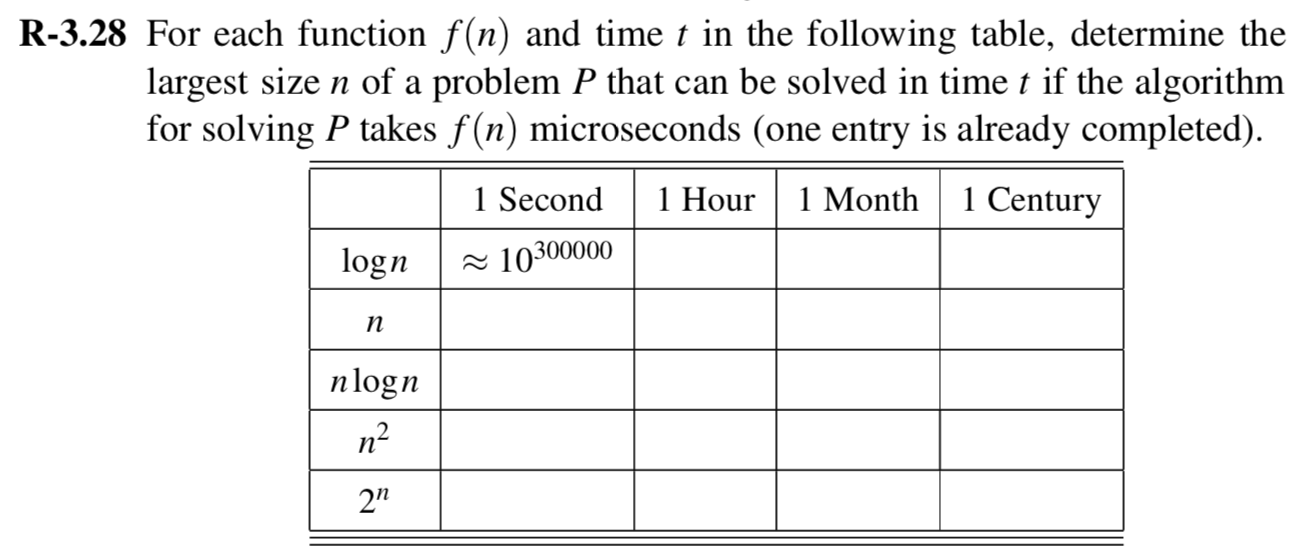 R-3.28 For each function f(n) and time t in the following table, determine the
largest size n of a problem P that can be solved in time t if the algorithm
for solving P takes f(n) microseconds (one entry is already completed).
1 Second 1 Hour 1 Month 1 Century
log n ≈ 10^300000
n
n log n
n^2
2^n